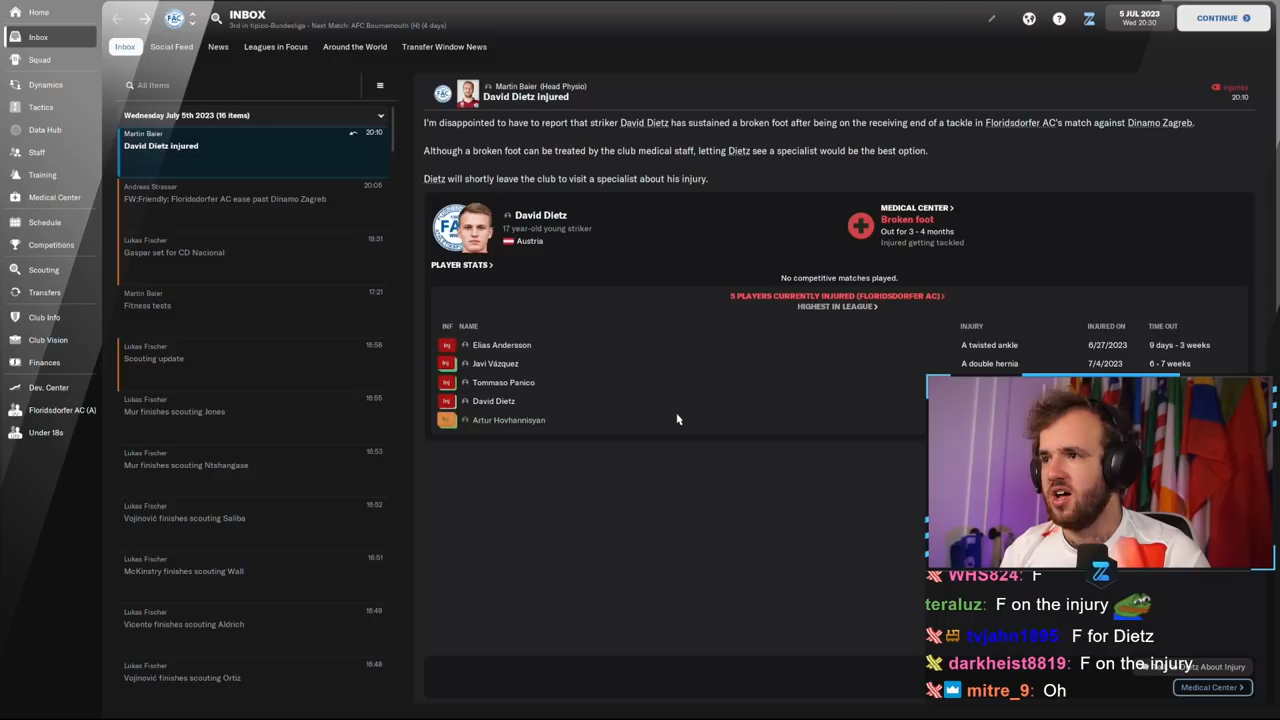 Home
Inbox
Squad
Dynamics
Tactics
Data Hub
Staff
Training
Medical Center
Schedule
Competitions
Scouting
Transfers
Club Info
Club Vision
Finances
Dev. Center
Floridsdorfer AC (A)
Under 18s
INBOX
3rd in tipico-Bundesliga - Next Match: AFC Bournemouth (H) (4 days)
5 JUL 2023
Wed 20:30
CONTINUE
Inbox Social Feed News Leagues in Focus Around the World Transfer Window News
All Items
Wednesday July 5th 2023 (16 items)
Martin Baier 20:10
David Dietz injured
Andreas Strasser 20:05
FW:Friendly: Floridsdorfer AC ease past Dinamo Zagreb
Lukas Fischer 18:31
Gaspar set for CD Nacional
Martin Baier 17:21
Fitness tests
Lukas Fischer 16:58
Scouting update
Lukas Fischer 16:55
Mur finishes scouting Jones
Lukas Fischer 16:53
Mur finishes scouting Ntshangase
Lukas Fischer 16:52
Vojinović finishes scouting Saliba
Lukas Fischer 16:51
McKinstry finishes scouting Wall
Lukas Fischer 16:49
Vicente finishes scouting Aldrich
Lukas Fischer 16:48
Vojinović finishes scouting Ortiz
Martin Baier (Head Physio)
David Dietz Injured
Injuries
20:10
I'm disappointed to have to report that striker David Dietz has sustained a broken foot after being on the receiving end of a tackle in Floridsdorfer AC's match against Dinamo Zagreb.
Although a broken foot can be treated by the club medical staff, letting Dietz see a specialist would be the best option.
Dietz will shortly leave the club to visit a specialist about his injury.
David Dietz
17 year-old young striker
Austria
MEDICAL CENTER >
Broken foot
Out for 3 - 4 months
Injured getting tackled
PLAYER STATS >
No competitive matches played.
5 PLAYERS CURRENTLY INJURED (FLORIDSDORFER AC) >
HIGHEST IN LEAGUE >
INF NAME INJURY INJURED ON TIME OUT
Inj Elias Andersson A twisted ankle 6/27/2023 9 days - 3 weeks
Inj Javi Vázquez A double hernia 7/4/2023 6 - 7 weeks
Inj Tommaso Panico
Inj David Dietz
Inj Artur Hovhannisyan
WHS824: F
teraluz: F on the injury
tvjahn1895 F for Dietz
darkheist8819: F on the injury
mitre_9: Oh
About Injury
Medical Center >